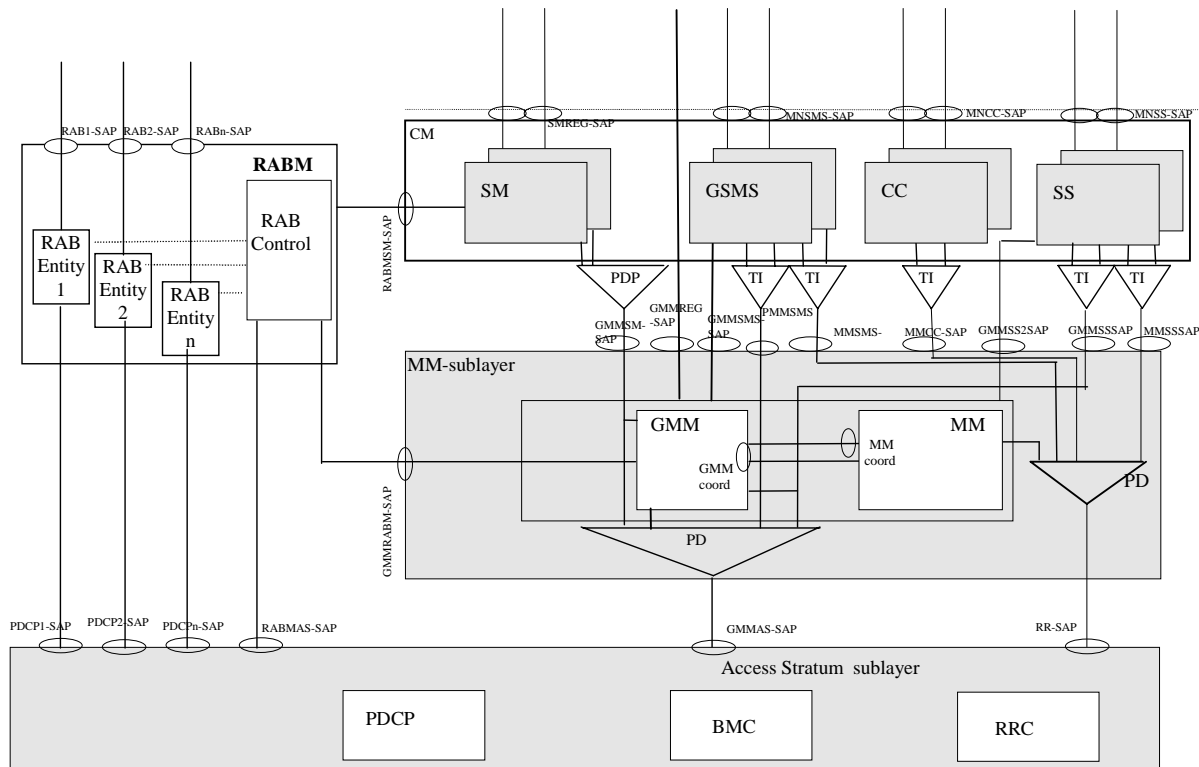 SMREG-SAP
MNSMS-SAP
MNCC-SAP
MNSS-SAP
RAB1-SAP
RAB2-SAP
RABn-SAP
CM
RABM
SM
GSMS
CC
SS
RAB
Control
RABMSM-SAP
RAB
Entity
1
RAB
Entity
2
RAB
Entity
n
PDP
TI
TI
TI
TI
TI
GMMSM-
SAP
GMMREG
-SAP
GMMSMS-
SAP
PMMSMS
MMSMS-
MMCC-SAP
GMMSS2SAP
GMMSSSAP
MMSSSAP
MM-sublayer
GMM
MM
GMM
coord
MM
coord
PD
PD
GMMRABM-SAP
PDCP1-SAP
PDCP2-SAP
PDCPn-SAP
RABMAS-SAP
GMMAS-SAP
RR-SAP
Access Stratum sublayer
PDCP
BMC
RRC